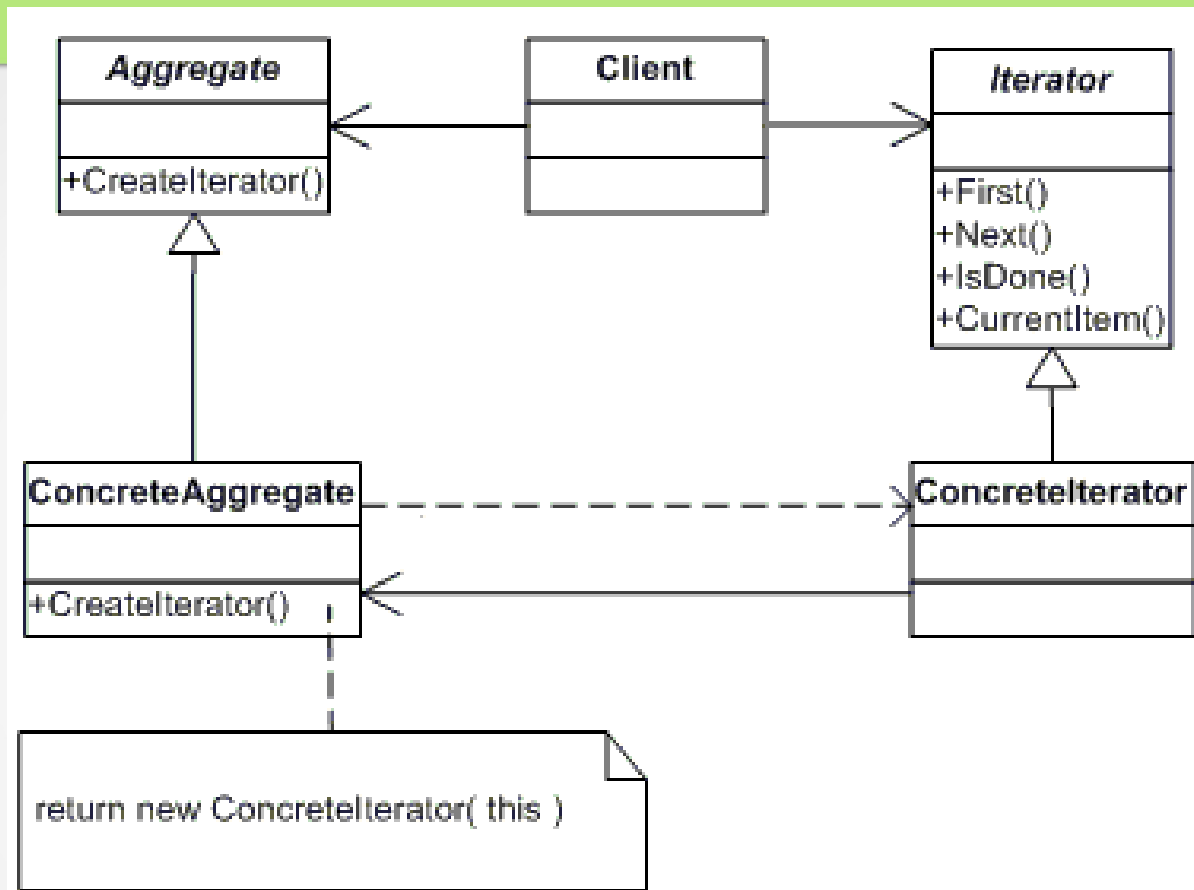 Aggregate
+CreateIterator()
Client
Iterator
+First()
+Next()
+IsDone()
+CurrentItem()
ConcreteAggregate
+CreateIterator()
ConcreteIterator
return new ConcreteIterator( this )